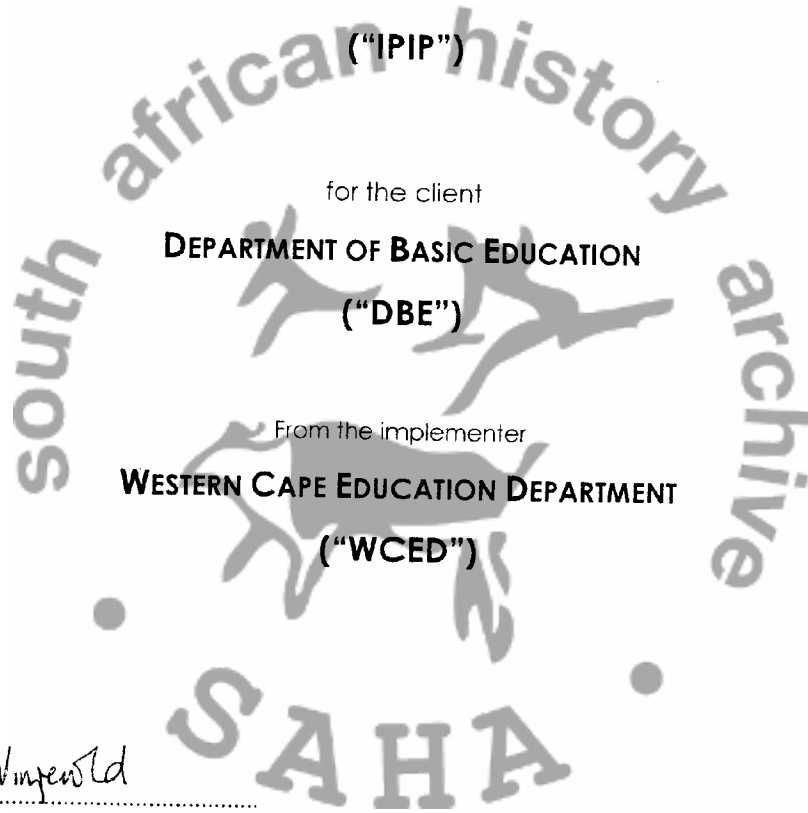 ("IPIP")
for the client
DEPARTMENT OF BASIC EDUCATION
("DBE")
From the implementer
WESTERN CAPE EDUCATION DEPARTMENT
("WCED")
south african history archive
• SAHA •